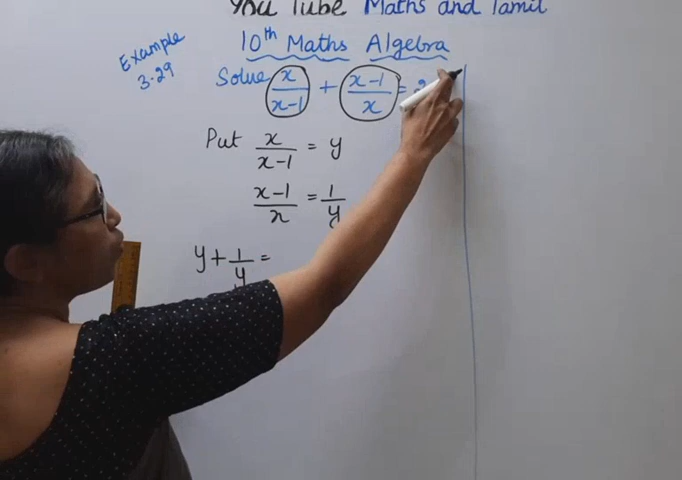 You Tube Maths and Tamil
10th Maths Algebra
Example
3.29
Solve x/(x-1) + (x-1)/x =
Put x/(x-1) = y
(x-1)/x = 1/y
y + 1/y =